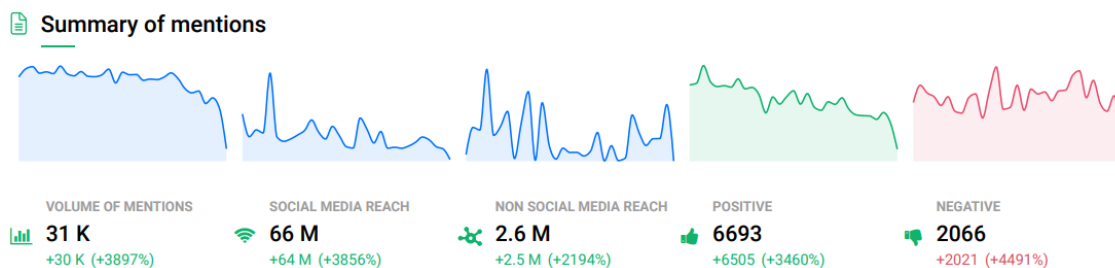 Summary of mentions
VOLUME OF MENTIONS
31 K
+30 K (+3897%)
SOCIAL MEDIA REACH
66 M
+64 M (+3856%)
NON SOCIAL MEDIA REACH
2.6 M
+2.5 M (+2194%)
POSITIVE
6693
+6505 (+3460%)
NEGATIVE
2066
+2021 (+4491%)